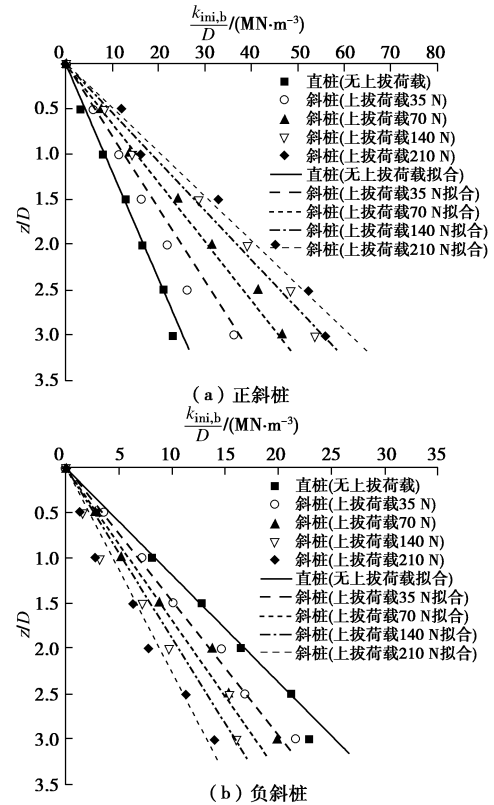 k_ini,b/D /(MN·m⁻³)
0 10 20 30 40 50 60 70 80
0.5
1.0
1.5
2.0
2.5
3.0
3.5
z/D
直桩(无上拔荷载)
斜桩(上拔荷载35 N)
斜桩(上拔荷载70 N)
斜桩(上拔荷载140 N)
斜桩(上拔荷载210 N)
直桩(无上拔荷载拟合)
斜桩(上拔荷载35 N拟合)
斜桩(上拔荷载70 N拟合)
斜桩(上拔荷载140 N拟合)
斜桩(上拔荷载210 N拟合)
(a)正斜桩
k_ini,b/D /(MN·m⁻³)
0 5 10 15 20 25 30 35
0.5
1.0
1.5
2.0
2.5
3.0
3.5
z/D
直桩(无上拔荷载)
斜桩(上拔荷载35 N)
斜桩(上拔荷载70 N)
斜桩(上拔荷载140 N)
斜桩(上拔荷载210 N)
直桩(无上拔荷载拟合)
斜桩(上拔荷载35 N拟合)
斜桩(上拔荷载70 N拟合)
斜桩(上拔荷载140 N拟合)
斜桩(上拔荷载210 N拟合)
(b)负斜桩